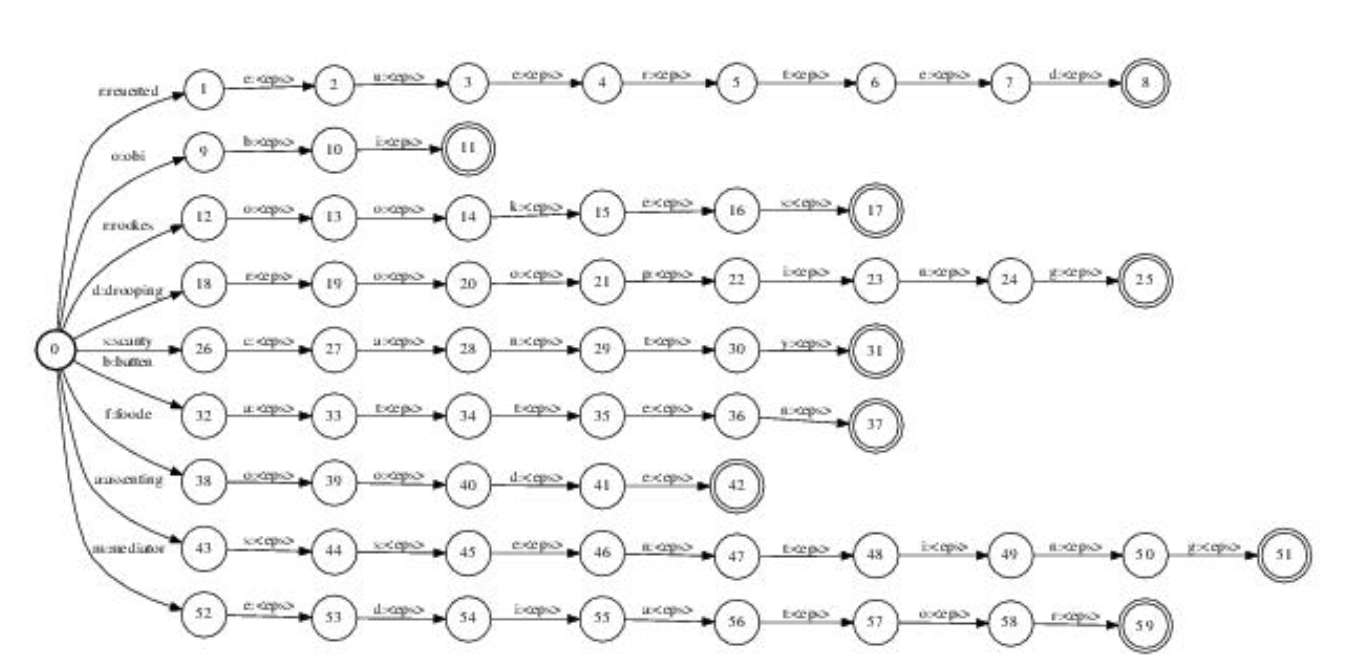 r:reuerted 1 e:<eps> 2 u:<eps> 3 e:<eps> 4 r:<eps> 5 t:<eps> 6 e:<eps> 7 d:<eps> 8
o:obi 9 b:<eps> 10 i:<eps> 11
r:rookes 12 o:<eps> 13 o:<eps> 14 k:<eps> 15 e:<eps> 16 s:<eps> 17
d:drooping 18 r:<eps> 19 o:<eps> 20 o:<eps> 21 p:<eps> 22 i:<eps> 23 n:<eps> 24 g:<eps> 25
0 s:scanty 26 c:<eps> 27 a:<eps> 28 n:<eps> 29 t:<eps> 30 y:<eps> 31
b:batten 32 a:<eps> 33 t:<eps> 34 t:<eps> 35 e:<eps> 36 n:<eps> 37
f:foode 38 o:<eps> 39 o:<eps> 40 d:<eps> 41 e:<eps> 42
a:assenting 43 s:<eps> 44 s:<eps> 45 e:<eps> 46 n:<eps> 47 t:<eps> 48 i:<eps> 49 n:<eps> 50 g:<eps> 51
m:mediator 52 e:<eps> 53 d:<eps> 54 i:<eps> 55 a:<eps> 56 t:<eps> 57 o:<eps> 58 r:<eps> 59